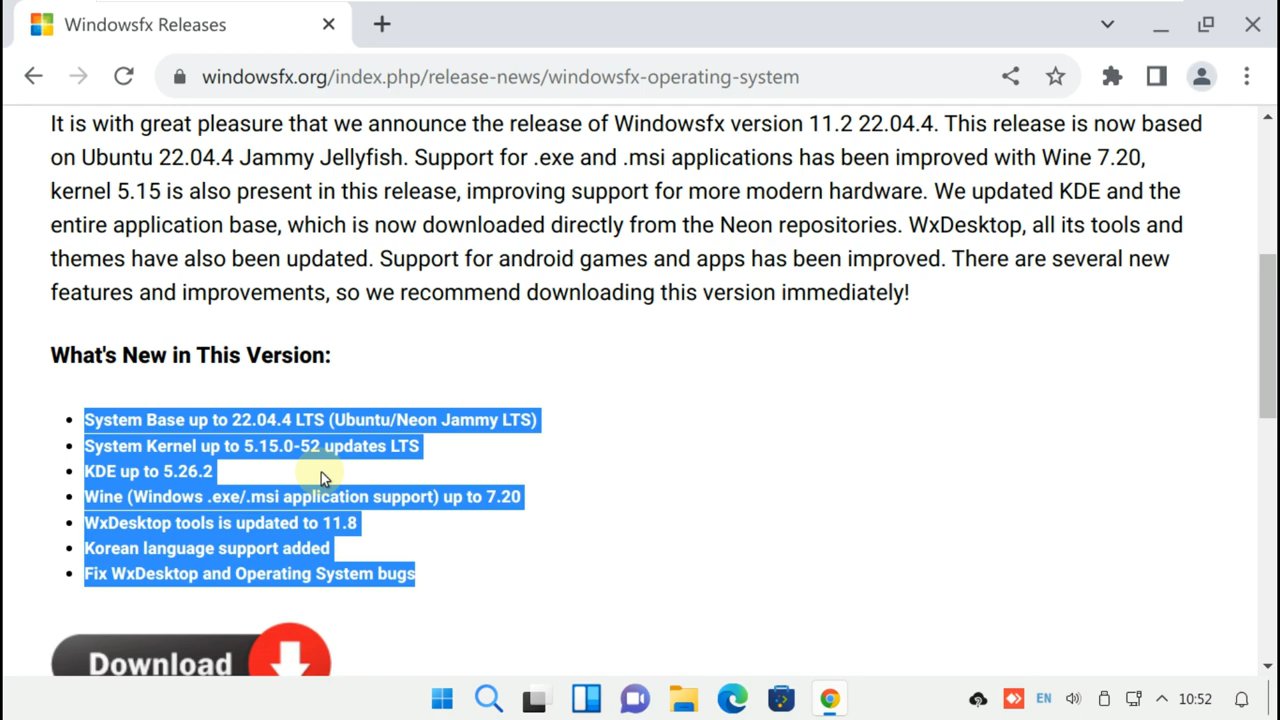 Windowsfx Releases
windowsfx.org/index.php/release-news/windowsfx-operating-system
It is with great pleasure that we announce the release of Windowsfx version 11.2 22.04.4. This release is now based
on Ubuntu 22.04.4 Jammy Jellyfish. Support for .exe and .msi applications has been improved with Wine 7.20,
kernel 5.15 is also present in this release, improving support for more modern hardware. We updated KDE and the
entire application base, which is now downloaded directly from the Neon repositories. WxDesktop, all its tools and
themes have also been updated. Support for android games and apps has been improved. There are several new
features and improvements, so we recommend downloading this version immediately!
What's New in This Version:
System Base up to 22.04.4 LTS (Ubuntu/Neon Jammy LTS)
System Kernel up to 5.15.0-52 updates LTS
KDE up to 5.26.2
Wine (Windows .exe/.msi application support) up to 7.20
WxDesktop tools is updated to 11.8
Korean language support added
Fix WxDesktop and Operating System bugs
Download
EN 10:52